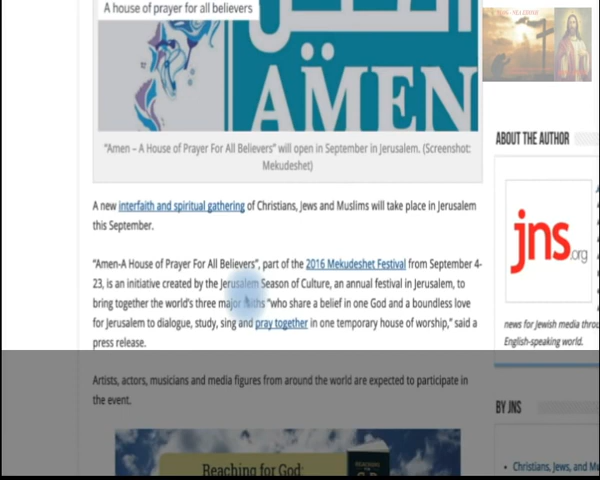 A house of prayer for all believers
AMËN
"Amen – A House of Prayer For All Believers" will open in September in Jerusalem. (Screenshot:
Mekudeshet)
A new interfaith and spiritual gathering of Christians, Jews and Muslims will take place in Jerusalem
this September.
"Amen-A House of Prayer For All Believers", part of the 2016 Mekudeshet Festival from September 4-
23, is an initiative created by the Jerusalem Season of Culture, an annual festival in Jerusalem, to
bring together the world's three major faiths "who share a belief in one God and a boundless love
for Jerusalem to dialogue, study, sing and pray together in one temporary house of worship," said a
press release.
Artists, actors, musicians and media figures from around the world are expected to participate in
the event.
Reaching for God:
ABOUT THE AUTHOR
jns.org
news for Jewish media throu
English-speaking world.
BY JNS
• Christians, Jews, and Mu